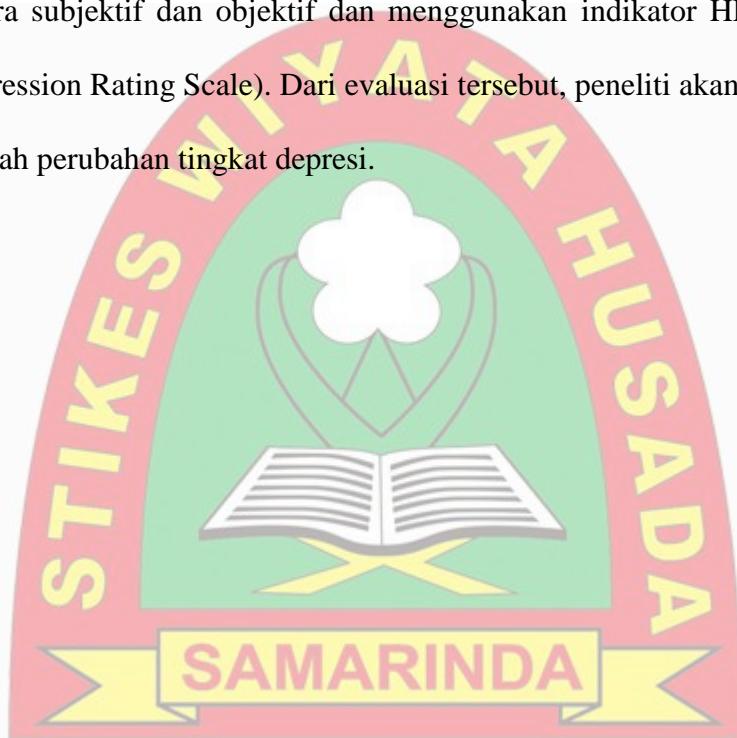 ra subjektif dan objektif dan menggunakan indikator
ression Rating Scale). Dari evaluasi tersebut, peneliti akan
ah perubahan tingkat depresi.
STIKES WIYATA HUSADA
SAMARINDA